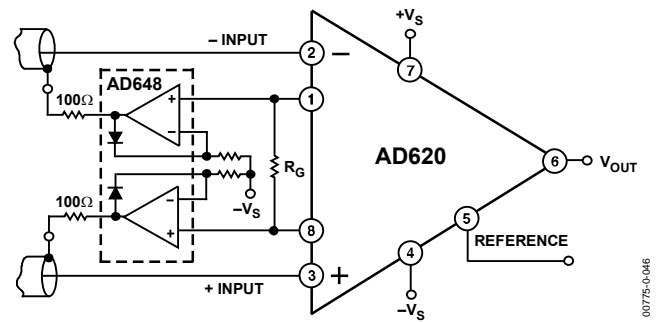 +VS
– INPUT
2
–
7
AD648
100Ω
+
1
–
RG
AD620
6
VOUT
–VS
100Ω
–
+
8
5
REFERENCE
4
+ INPUT
3
+
–VS
00775-0-046